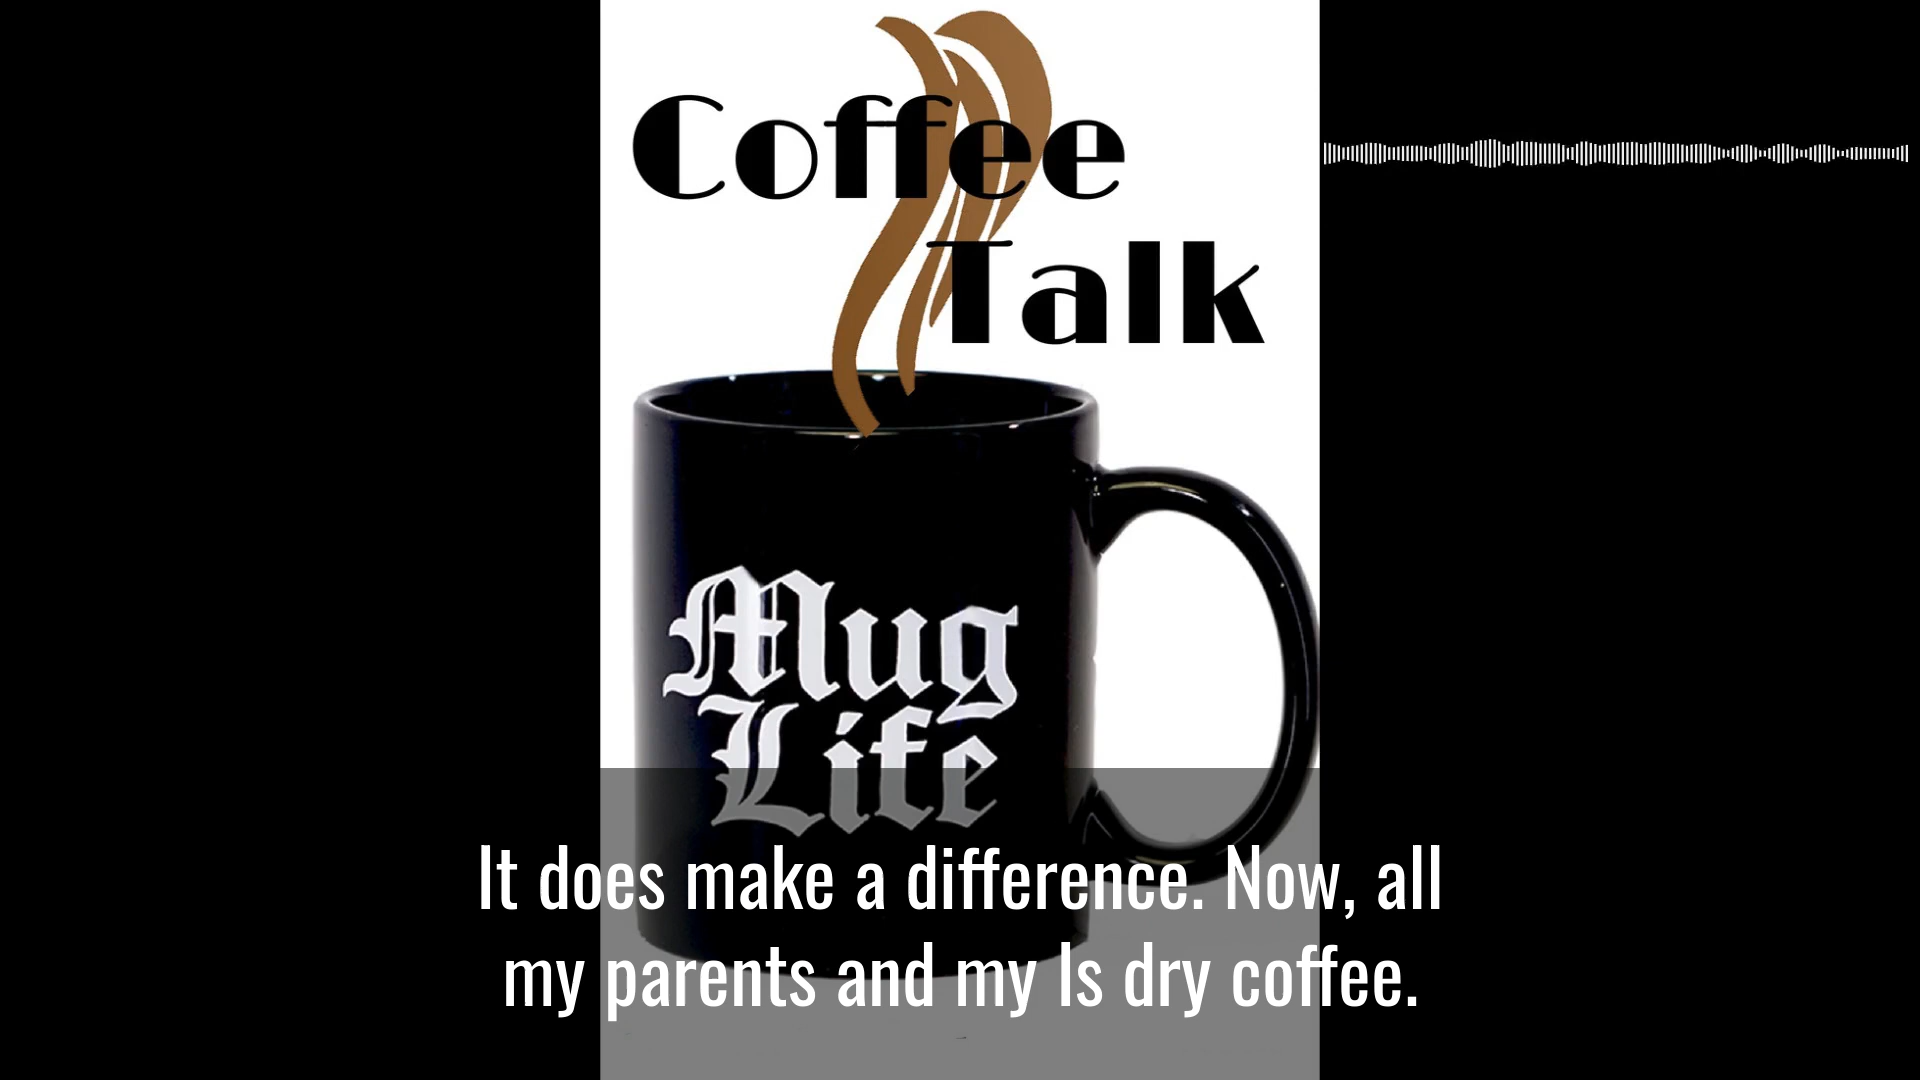 Coffee
Talk
Mug
Life
It does make a difference. Now, all
my parents and my Is dry coffee.